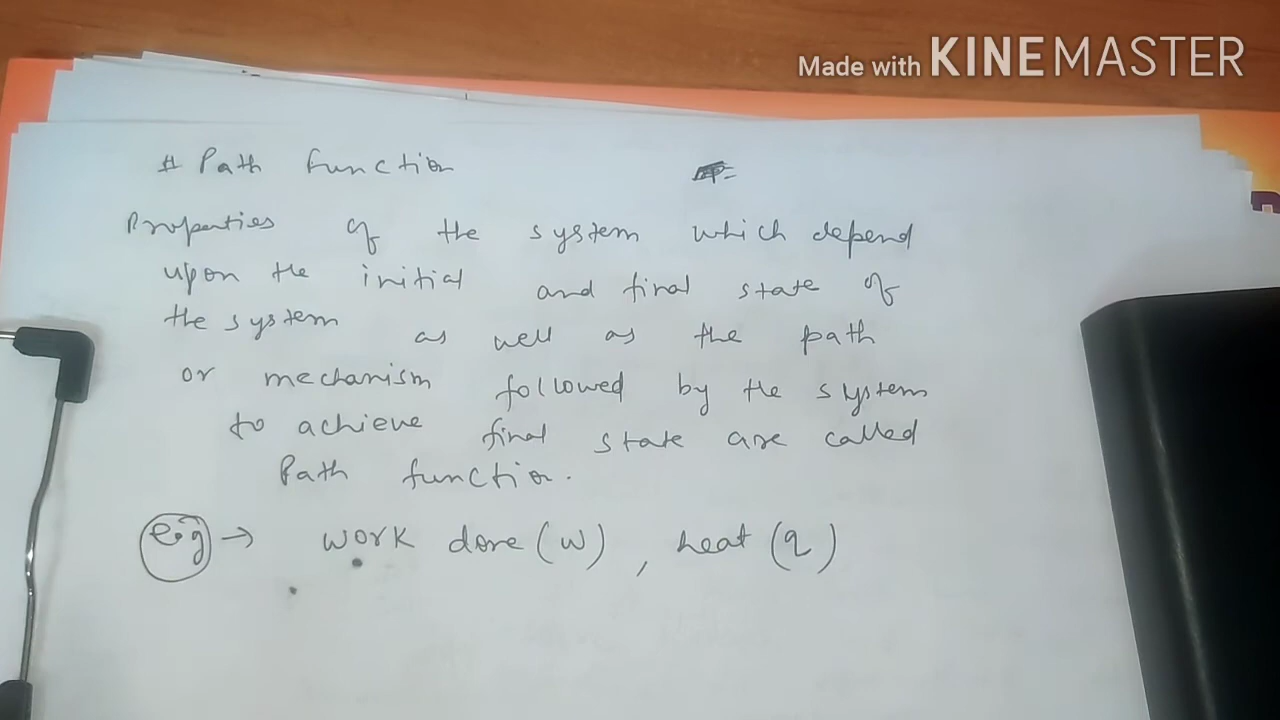 Made with KINEMASTER
# Path function
Properties of the system which depend
upon the initial and final state of
the system as well as the path
or mechanism followed by the system
to achieve final state are called
Path function.
e.g → work done (w), heat (q)